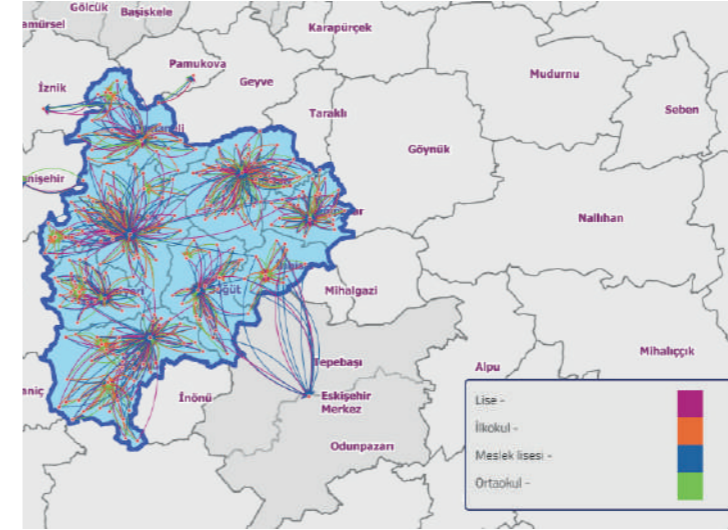 Gölcük
Başiskele
amürsel
Karapürçek
Pamukova
Mudurnu
İznik
Geyve
Seben
Taraklı
Göynük
nişehir
Nallıhan
Söğüt
Mihalgazi
Mihalıççık
Tepebaşı
Alpu
aniç
İnönü
Eskişehir
Merkez
Odunpazarı
Lise -
İlkokul -
Meslek lisesi -
Ortaokul -